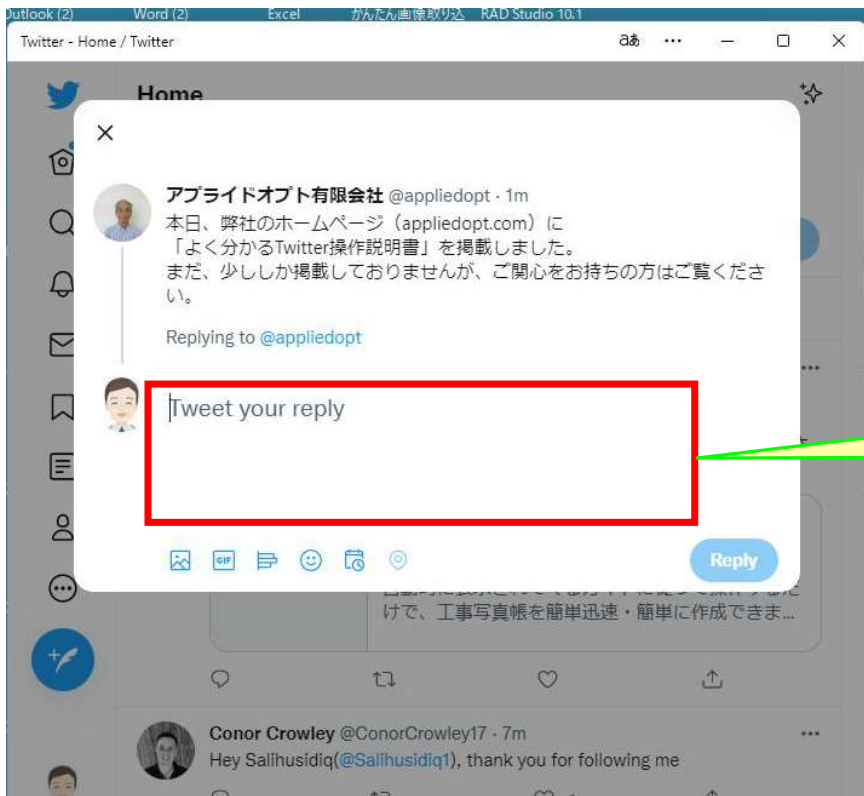 Outlook (2) Word (2) Excel かんたん画像取り込 RAD Studio 10.1
Twitter - Home / Twitter
aあ
Home
アプライドオプト有限会社 @appliedopt · 1m
本日、弊社のホームページ（appliedopt.com）に
「よく分かるTwitter操作説明書」を掲載しました。
まだ、少ししか掲載しておりませんが、ご関心をお持ちの方はご覧くださ
い。
Replying to @appliedopt
Tweet your reply
GIF
Reply
けで、工事写真帳を簡単迅速・簡単に作成できま...
Conor Crowley @ConorCrowley17 · 7m
Hey Salihusidiq(@Salihusidiq1), thank you for following me